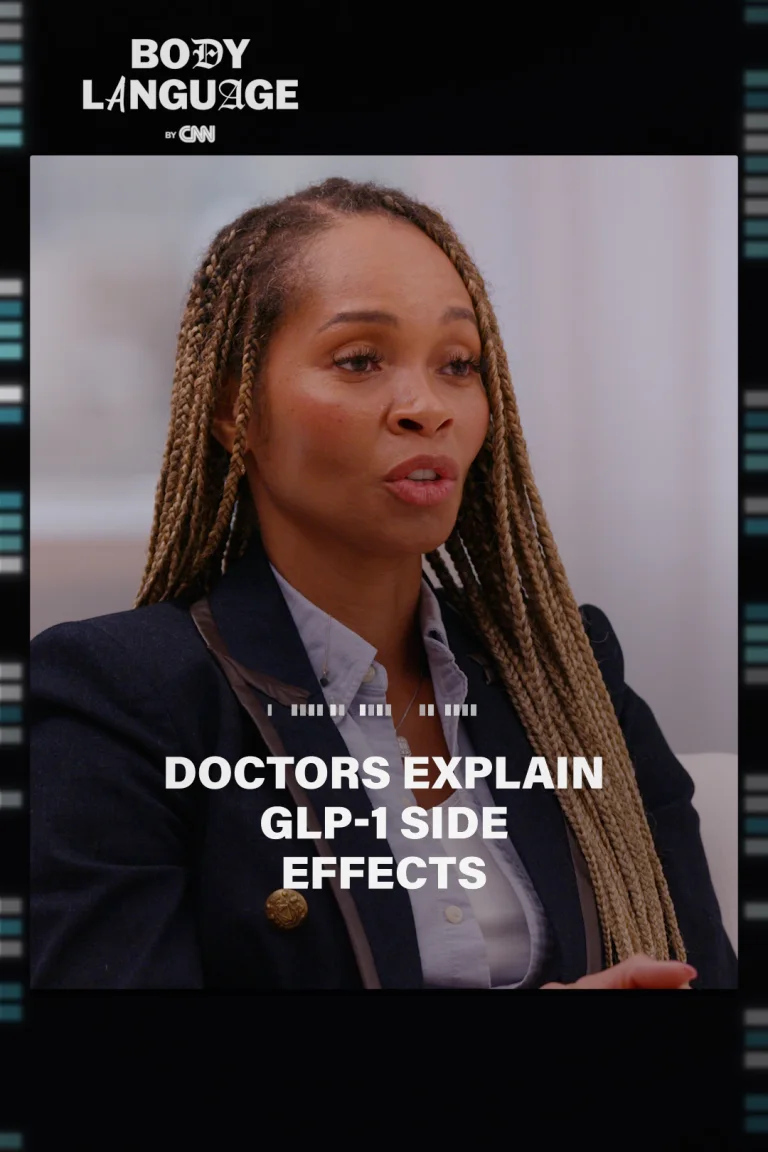 BODY
LANGUAGE
BY CNN
DOCTORS EXPLAIN
GLP-1 SIDE
EFFECTS